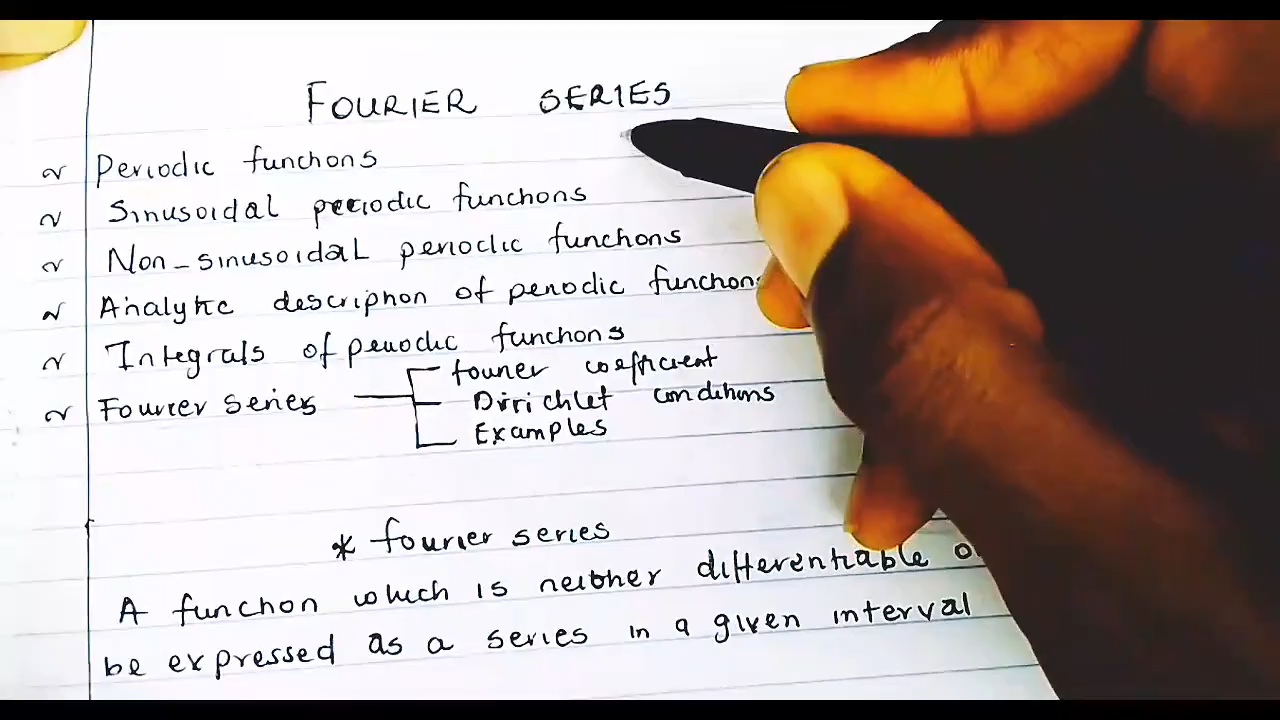 FOURIER SERIES
~ Periodic functions
~ Sinusoidal periodic functions
~ Non-sinusoidal periodic functions
~ Analytic description of periodic function
~ Integrals of periodic functions
~ Fourier series
fourier coefficient
Dirichlet conditions
Examples
* fourier series
A function which is neither differentiable
be expressed as a series in a given interval